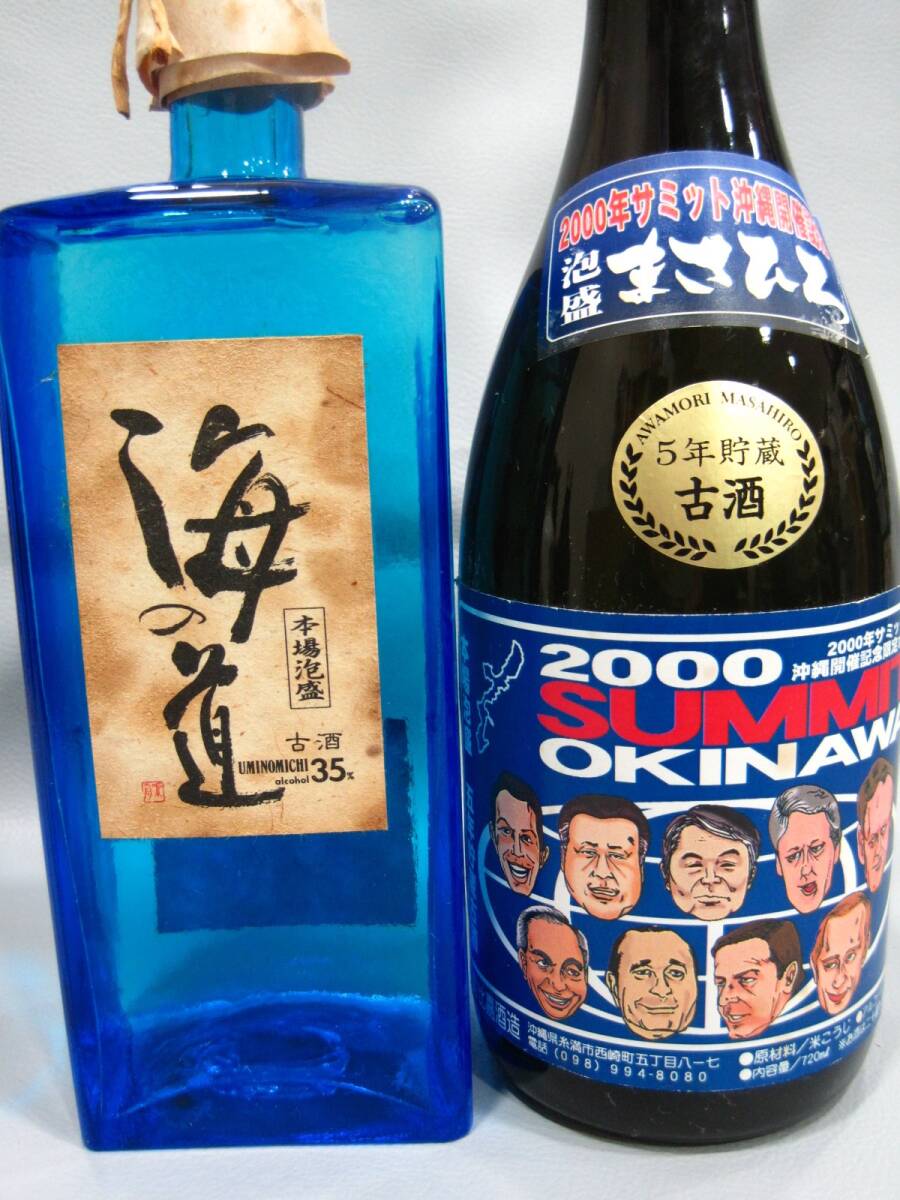 海の道
本場泡盛
古酒
UMINOMICHI
alcohol 35%
2000年サミット沖縄開催
泡盛
まさひろ
AWAMORI MASAHIRO
5年貯蔵
古酒
2000年サミッ
沖縄開催記念限定
2000
SUMMIT
OKINAWA
酒造
沖縄県糸満市西崎町五丁目八ー七
電話(098)994-8080
●原材料/米こうじ
●内容量/720ml